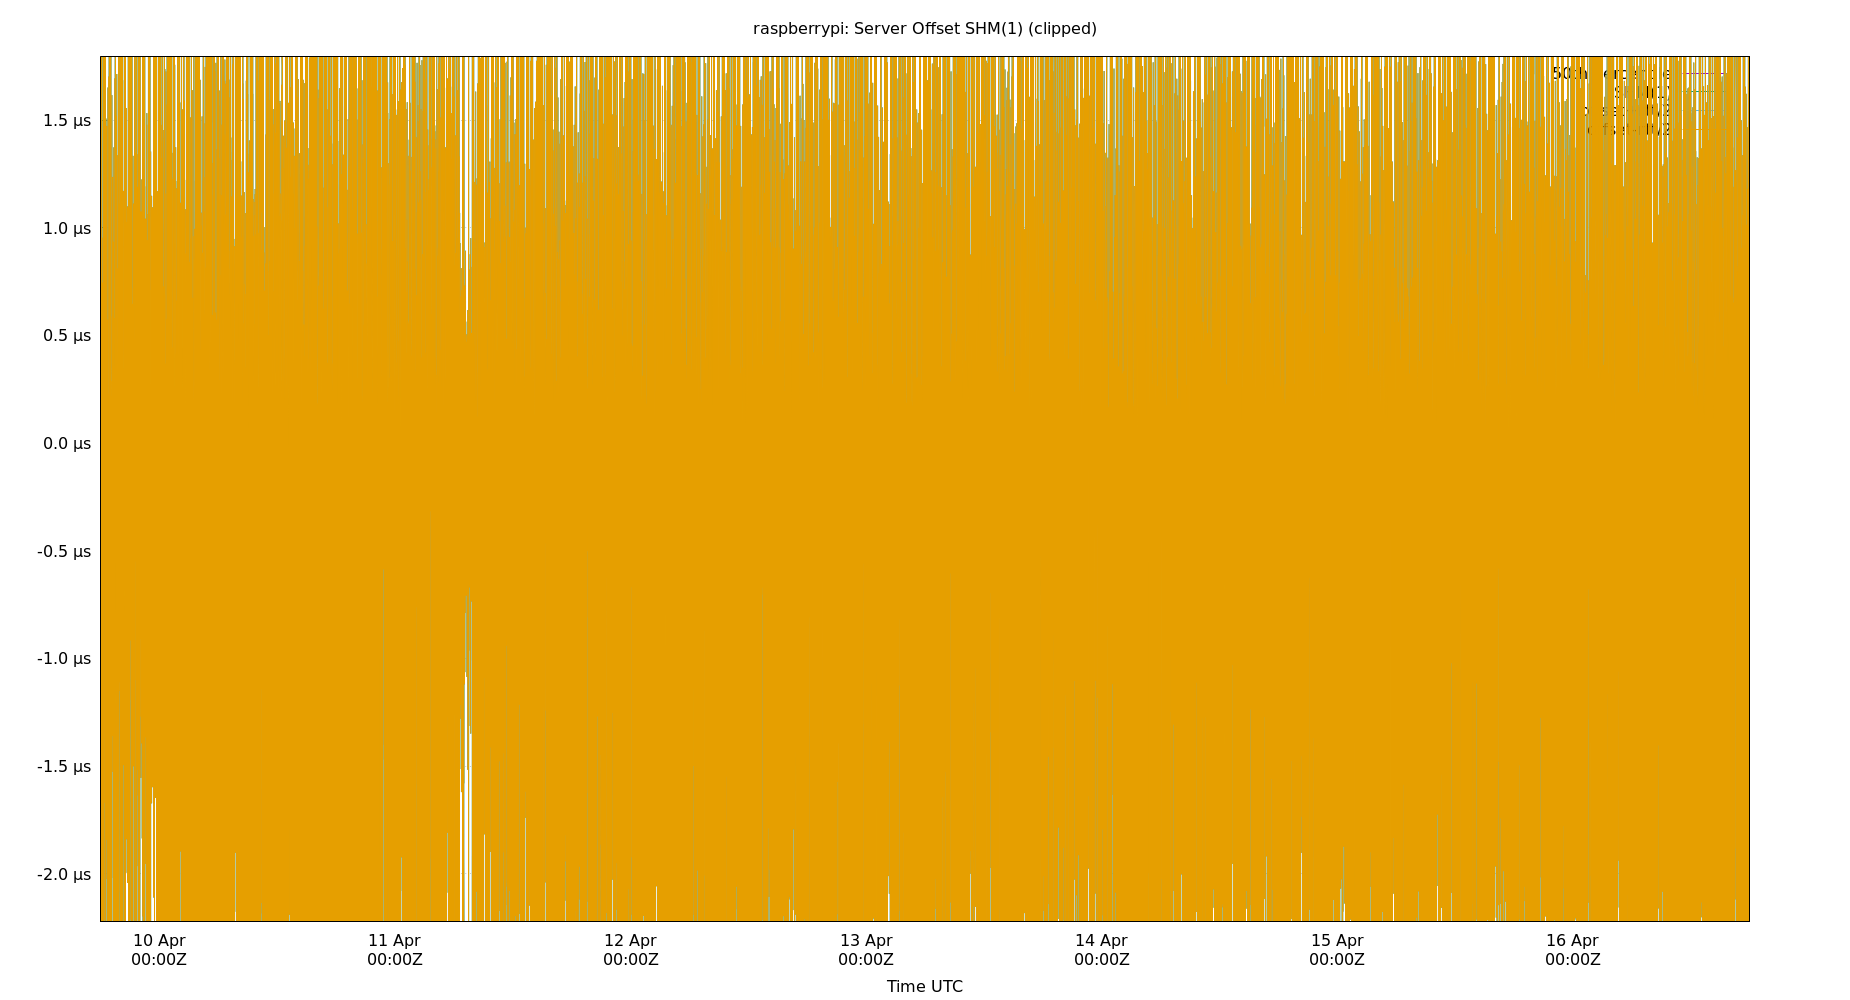 raspberrypi: Server Offset SHM(1) (clipped)
1.5 µs
1.0 µs
0.5 µs
0.0 µs
-0.5 µs
-1.0 µs
-1.5 µs
-2.0 µs
10 Apr 11 Apr 12 Apr 13 Apr 14 Apr 15 Apr 16 Apr
00:00Z 00:00Z 00:00Z 00:00Z 00:00Z 00:00Z 00:00Z
Time UTC